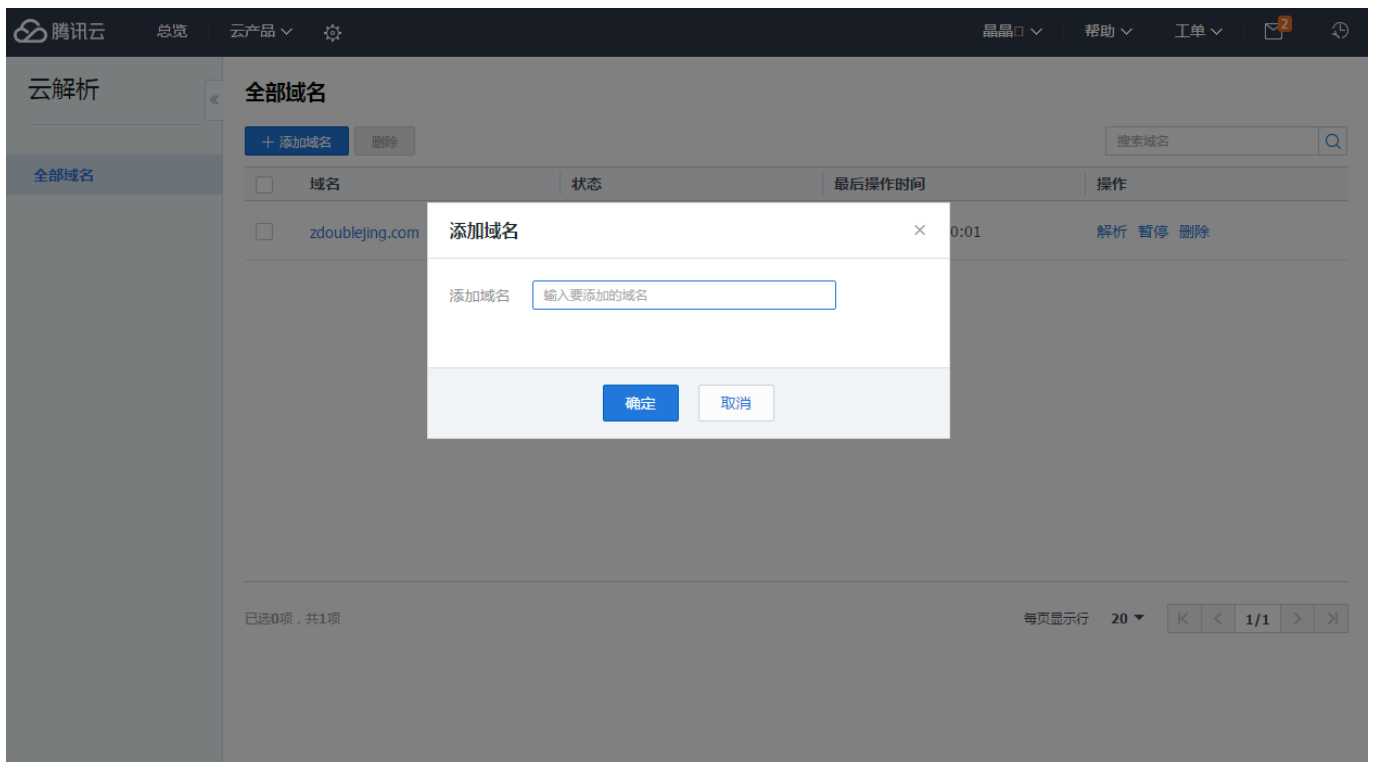 腾讯云 总览 云产品 晶晶 帮助 工单 2
云解析
全部域名
全部域名
+ 添加域名 删除 搜索域名
域名 状态 最后操作时间 操作
zdoublejing.com 0:01 解析 暂停 删除
添加域名
添加域名 输入要添加的域名
确定 取消
已选0项，共1项 每页显示行 20 1/1